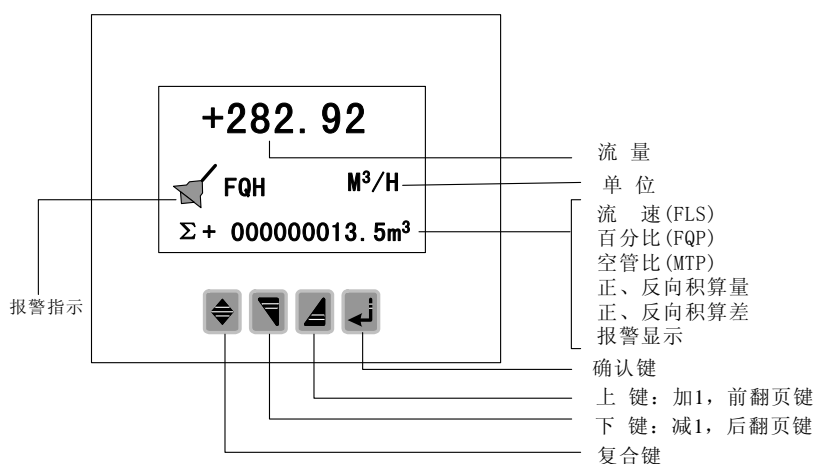 +282.92
FQH M³/H
Σ+ 000000013.5m³
报警指示
流 量
单 位
流 速(FLS)
百分比(FQP)
空管比(MTP)
正、反向积算量
正、反向积算差
报警显示
确认键
上 键: 加1, 前翻页键
下 键: 减1, 后翻页键
复合键